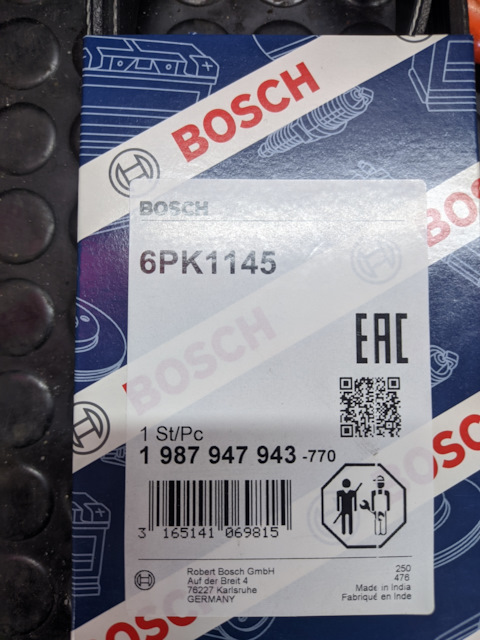 BOSCH
BOSCH
6PK1145
BO
BOSCH
EAC
1 St/Pc
1 987 947 943 -770
3 165141 069815
Robert Bosch GmbH
Auf der Breit 4
76227 Karlsruhe
GERMANY
250
476
Made in India
Fabriqué en Inde
BOSCH